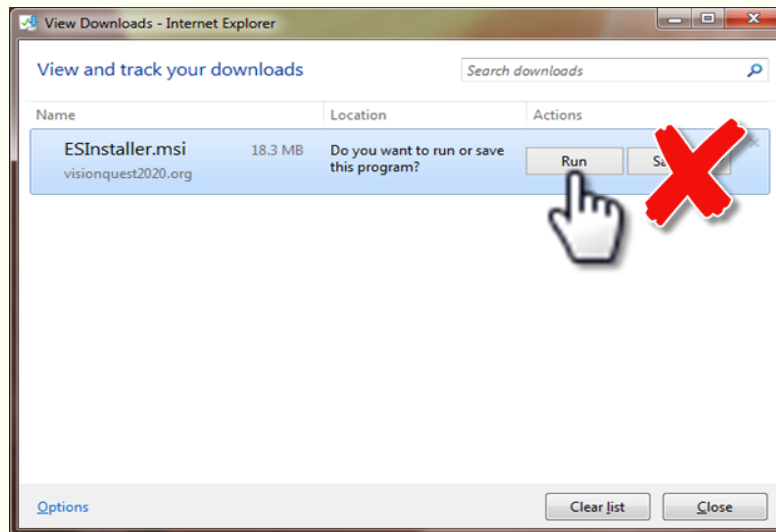 View Downloads - Internet Explorer
View and track your downloads
Search downloads
Name Location Actions
ESInstaller.msi 18.3 MB Do you want to run or save this program?
visionquest2020.org
Run
Options
Clear list Close